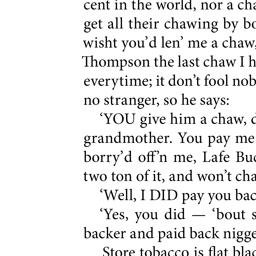 cent in the world, nor a cha
get all their chawing by bo
wisht you’d len’ me a chaw,
Thompson the last chaw I h
everytime; it don’t fool nob
no stranger, so he says:
‘YOU give him a chaw, d
grandmother. You pay me
borry’d off’n me, Lafe Buc
two ton of it, and won’t cha
‘Well, I DID pay you bac
‘Yes, you did — ‘bout s
backer and paid back nigge
Store tobacco is flat blac